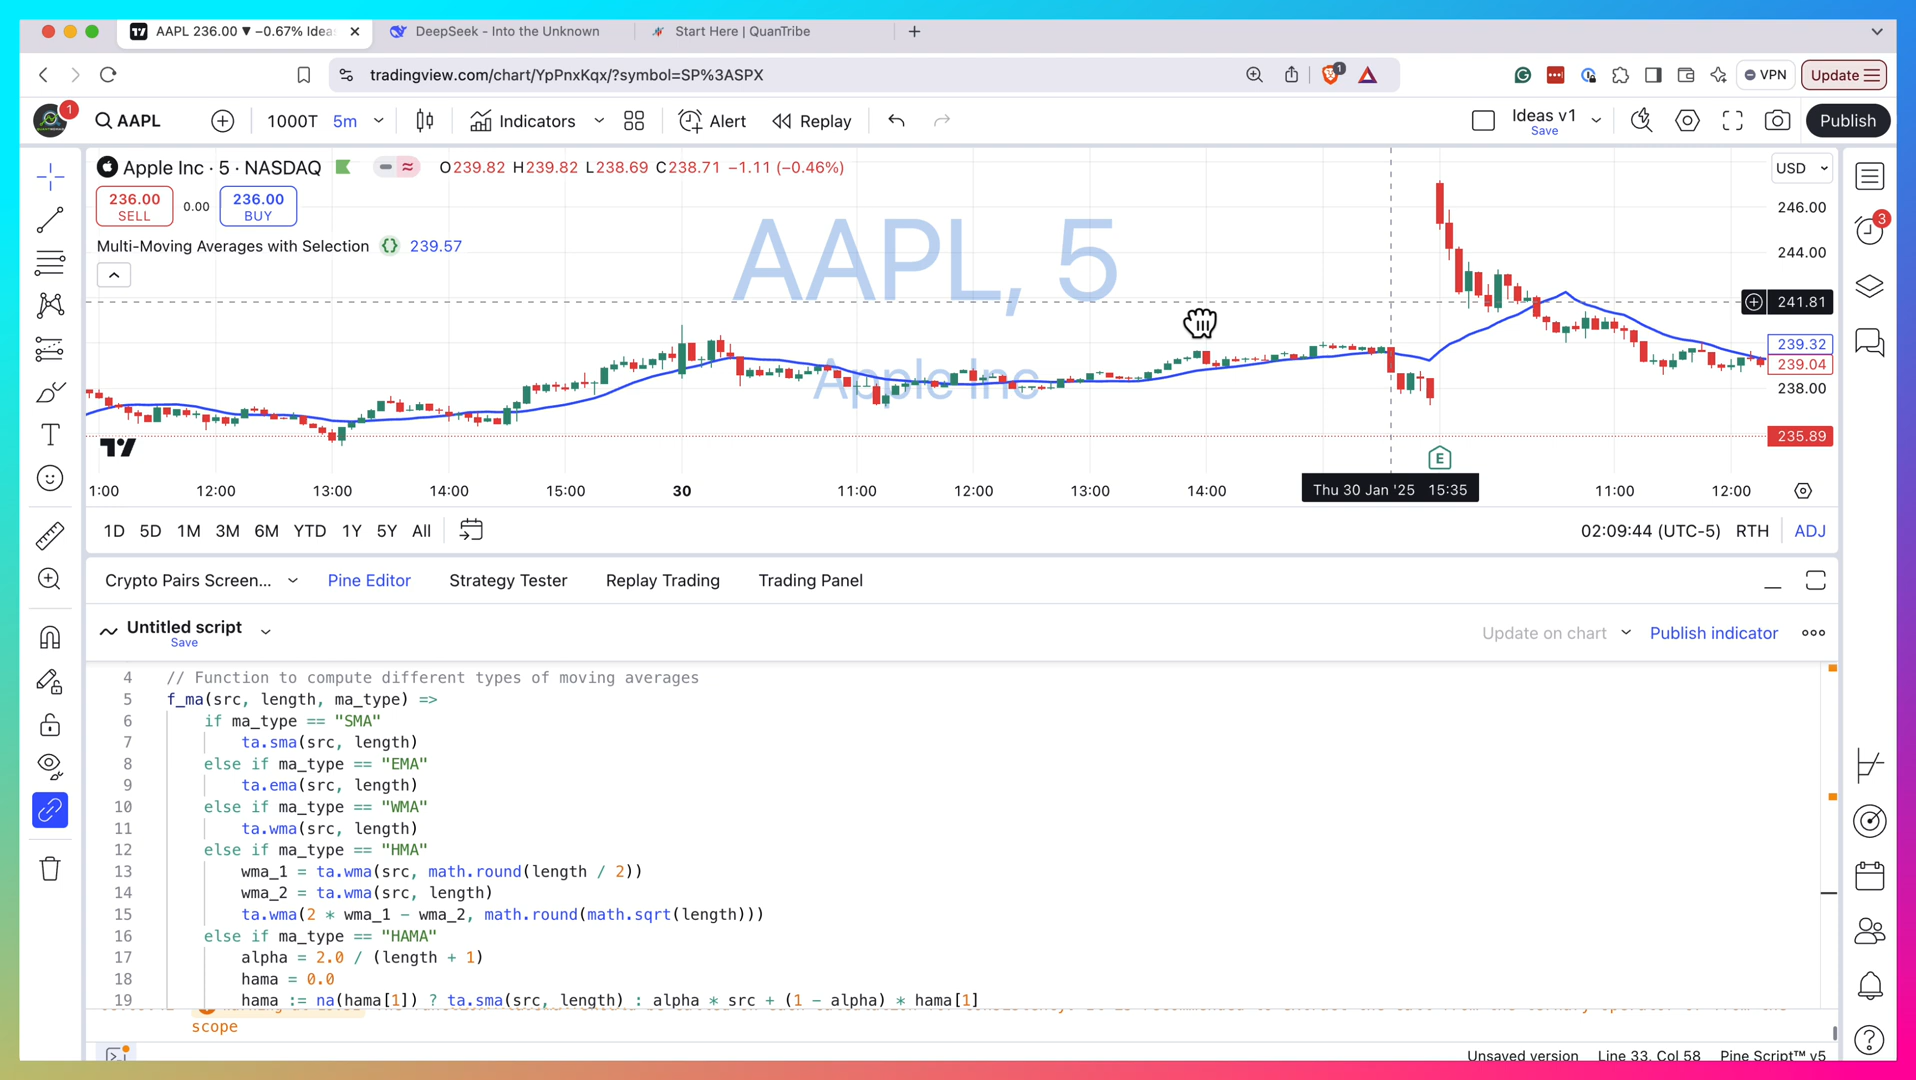 AAPL 236.00 ▼ −0.67% Idea
DeepSeek - Into the Unknown
Start Here | QuanTribe
tradingview.com/chart/YpPnxKqx/?symbol=SP%3ASPX
1
VPN
Update
1
AAPL
1000T
5m
Indicators
Alert
Replay
Ideas v1
Save
Publish
Apple Inc · 5 · NASDAQ
O239.82 H239.82 L238.69 C238.71 −1.11 (−0.46%)
USD
236.00
SELL
0.00
236.00
BUY
Multi-Moving Averages with Selection {} 239.57
AAPL, 5
Apple Inc
246.00
244.00
241.81
239.32
239.04
238.00
235.89
3
E
1:00
12:00
13:00
14:00
15:00
30
11:00
12:00
13:00
14:00
Thu 30 Jan '25 15:35
11:00
12:00
1D
5D
1M
3M
6M
YTD
1Y
5Y
All
02:09:44 (UTC-5)
RTH
ADJ
Crypto Pairs Screen...
Pine Editor
Strategy Tester
Replay Trading
Trading Panel
Untitled script
Save
Update on chart
Publish indicator
4 // Function to compute different types of moving averages
5 f_ma(src, length, ma_type) =>
6 if ma_type == "SMA"
7 ta.sma(src, length)
8 else if ma_type == "EMA"
9 ta.ema(src, length)
10 else if ma_type == "WMA"
11 ta.wma(src, length)
12 else if ma_type == "HMA"
13 wma_1 = ta.wma(src, math.round(length / 2))
14 wma_2 = ta.wma(src, length)
15 ta.wma(2 * wma_1 - wma_2, math.round(math.sqrt(length)))
16 else if ma_type == "HAMA"
17 alpha = 2.0 / (length + 1)
18 hama = 0.0
19 hama := na(hama[1]) ? ta.sma(src, length) : alpha * src + (1 - alpha) * hama[1]
scope
Unsaved version
Line 33, Col 58
Pine Script™ v5